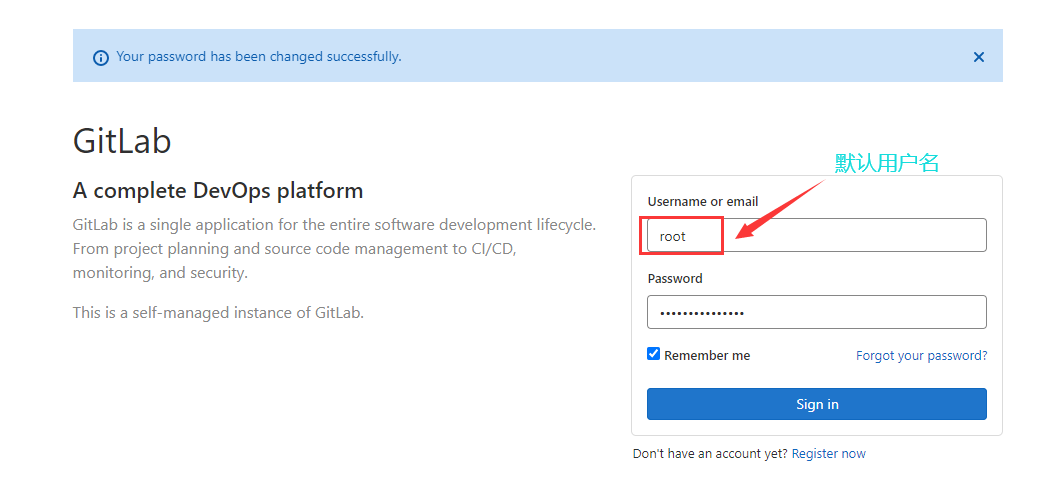 Your password has been changed successfully.
GitLab
A complete DevOps platform
GitLab is a single application for the entire software development lifecycle.
From project planning and source code management to CI/CD,
monitoring, and security.
This is a self-managed instance of GitLab.
默认用户名
Username or email
root
Password
•••••••••••••••
Remember me
Forgot your password?
Sign in
Don't have an account yet? Register now